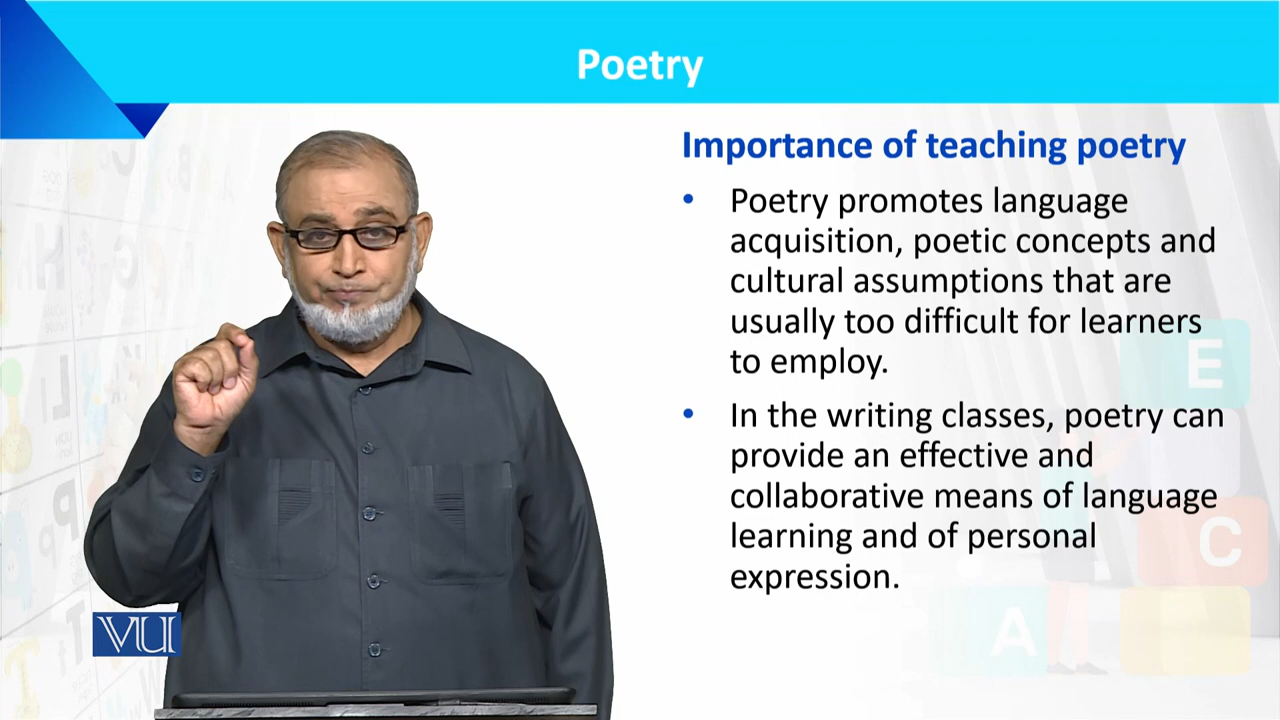 Poetry
Importance of teaching poetry
• Poetry promotes language
acquisition, poetic concepts and
cultural assumptions that are
usually too difficult for learners
to employ.
• In the writing classes, poetry can
provide an effective and
collaborative means of language
learning and of personal
expression.
E
C
A
VU